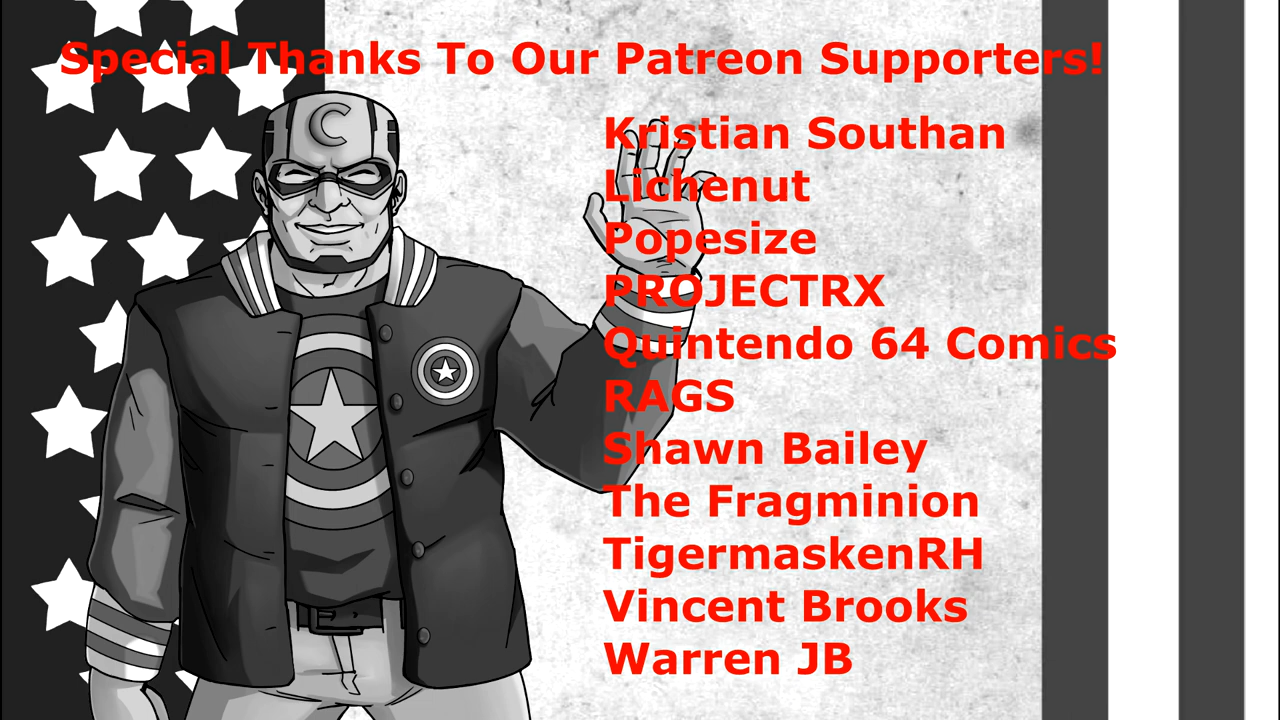 Special Thanks To Our Patreon Supporters!
C
Kristian Southan
Lichenut
Popesize
PROJECTRX
Quintendo 64 Comics
RAGS
Shawn Bailey
The Fragminion
TigermaskenRH
Vincent Brooks
Warren JB